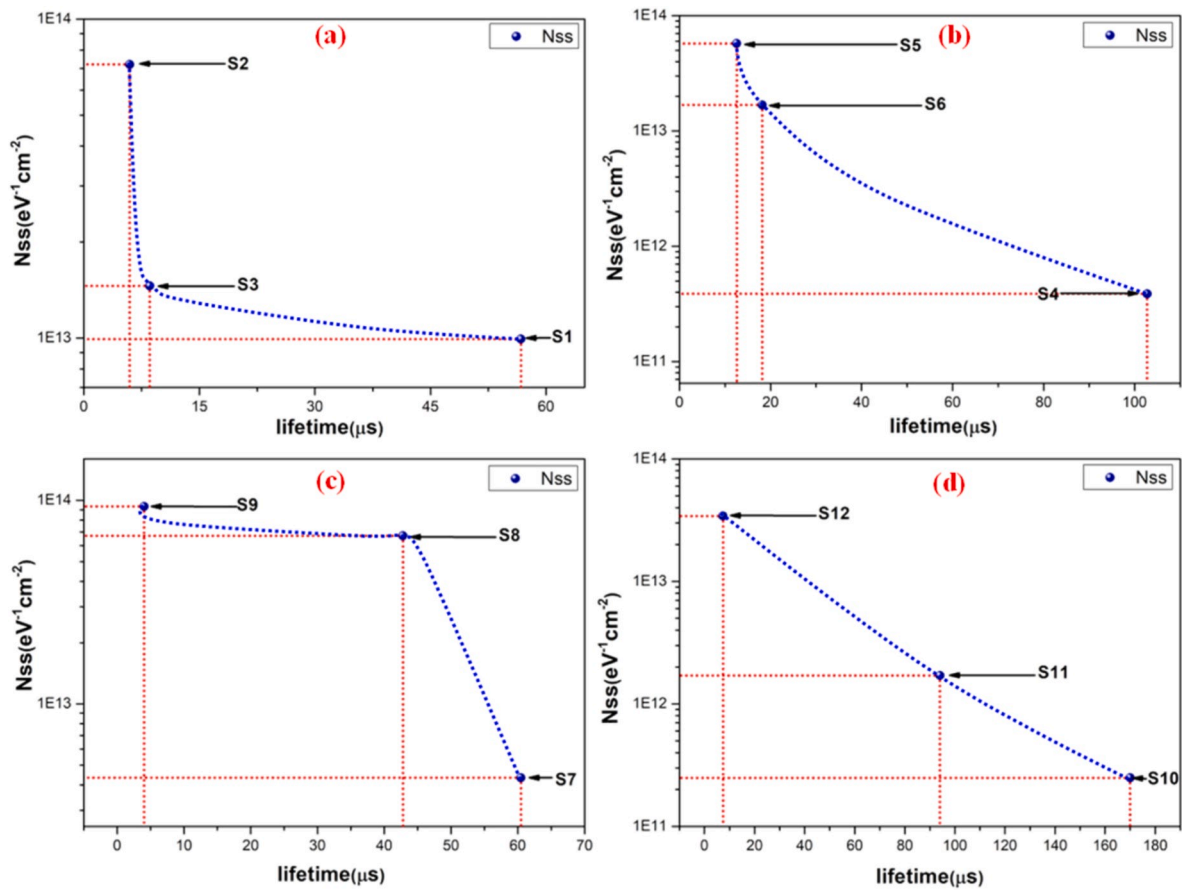 (a)
Nss
1E14
1E13
S2
S3
S1
0
15
30
45
60
lifetime(μs)
Nss(eV⁻¹cm⁻²)
(b)
Nss
1E14
1E13
1E12
1E11
S5
S6
S4
0
20
40
60
80
100
lifetime(μs)
Nss(eV⁻¹cm⁻²)
(c)
Nss
1E14
1E13
S9
S8
S7
0
10
20
30
40
50
60
70
lifetime(μs)
Nss(eV⁻¹cm⁻²)
(d)
Nss
1E14
1E13
1E12
1E11
S12
S11
S10
0
20
40
60
80
100
120
140
160
180
lifetime(μs)
Nss(eV⁻¹cm⁻²)